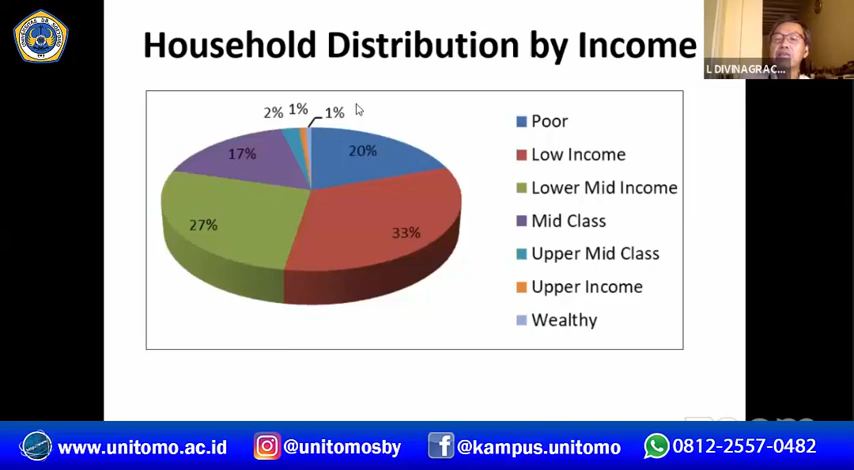 Household Distribution by Income
L DIVINAGRAC...
2% 1% 1%
17% 20%
27% 33%
Poor
Low Income
Lower Mid Income
Mid Class
Upper Mid Class
Upper Income
Wealthy
www.unitomo.ac.id @unitomosby @kampus.unitomo 0812-2557-0482